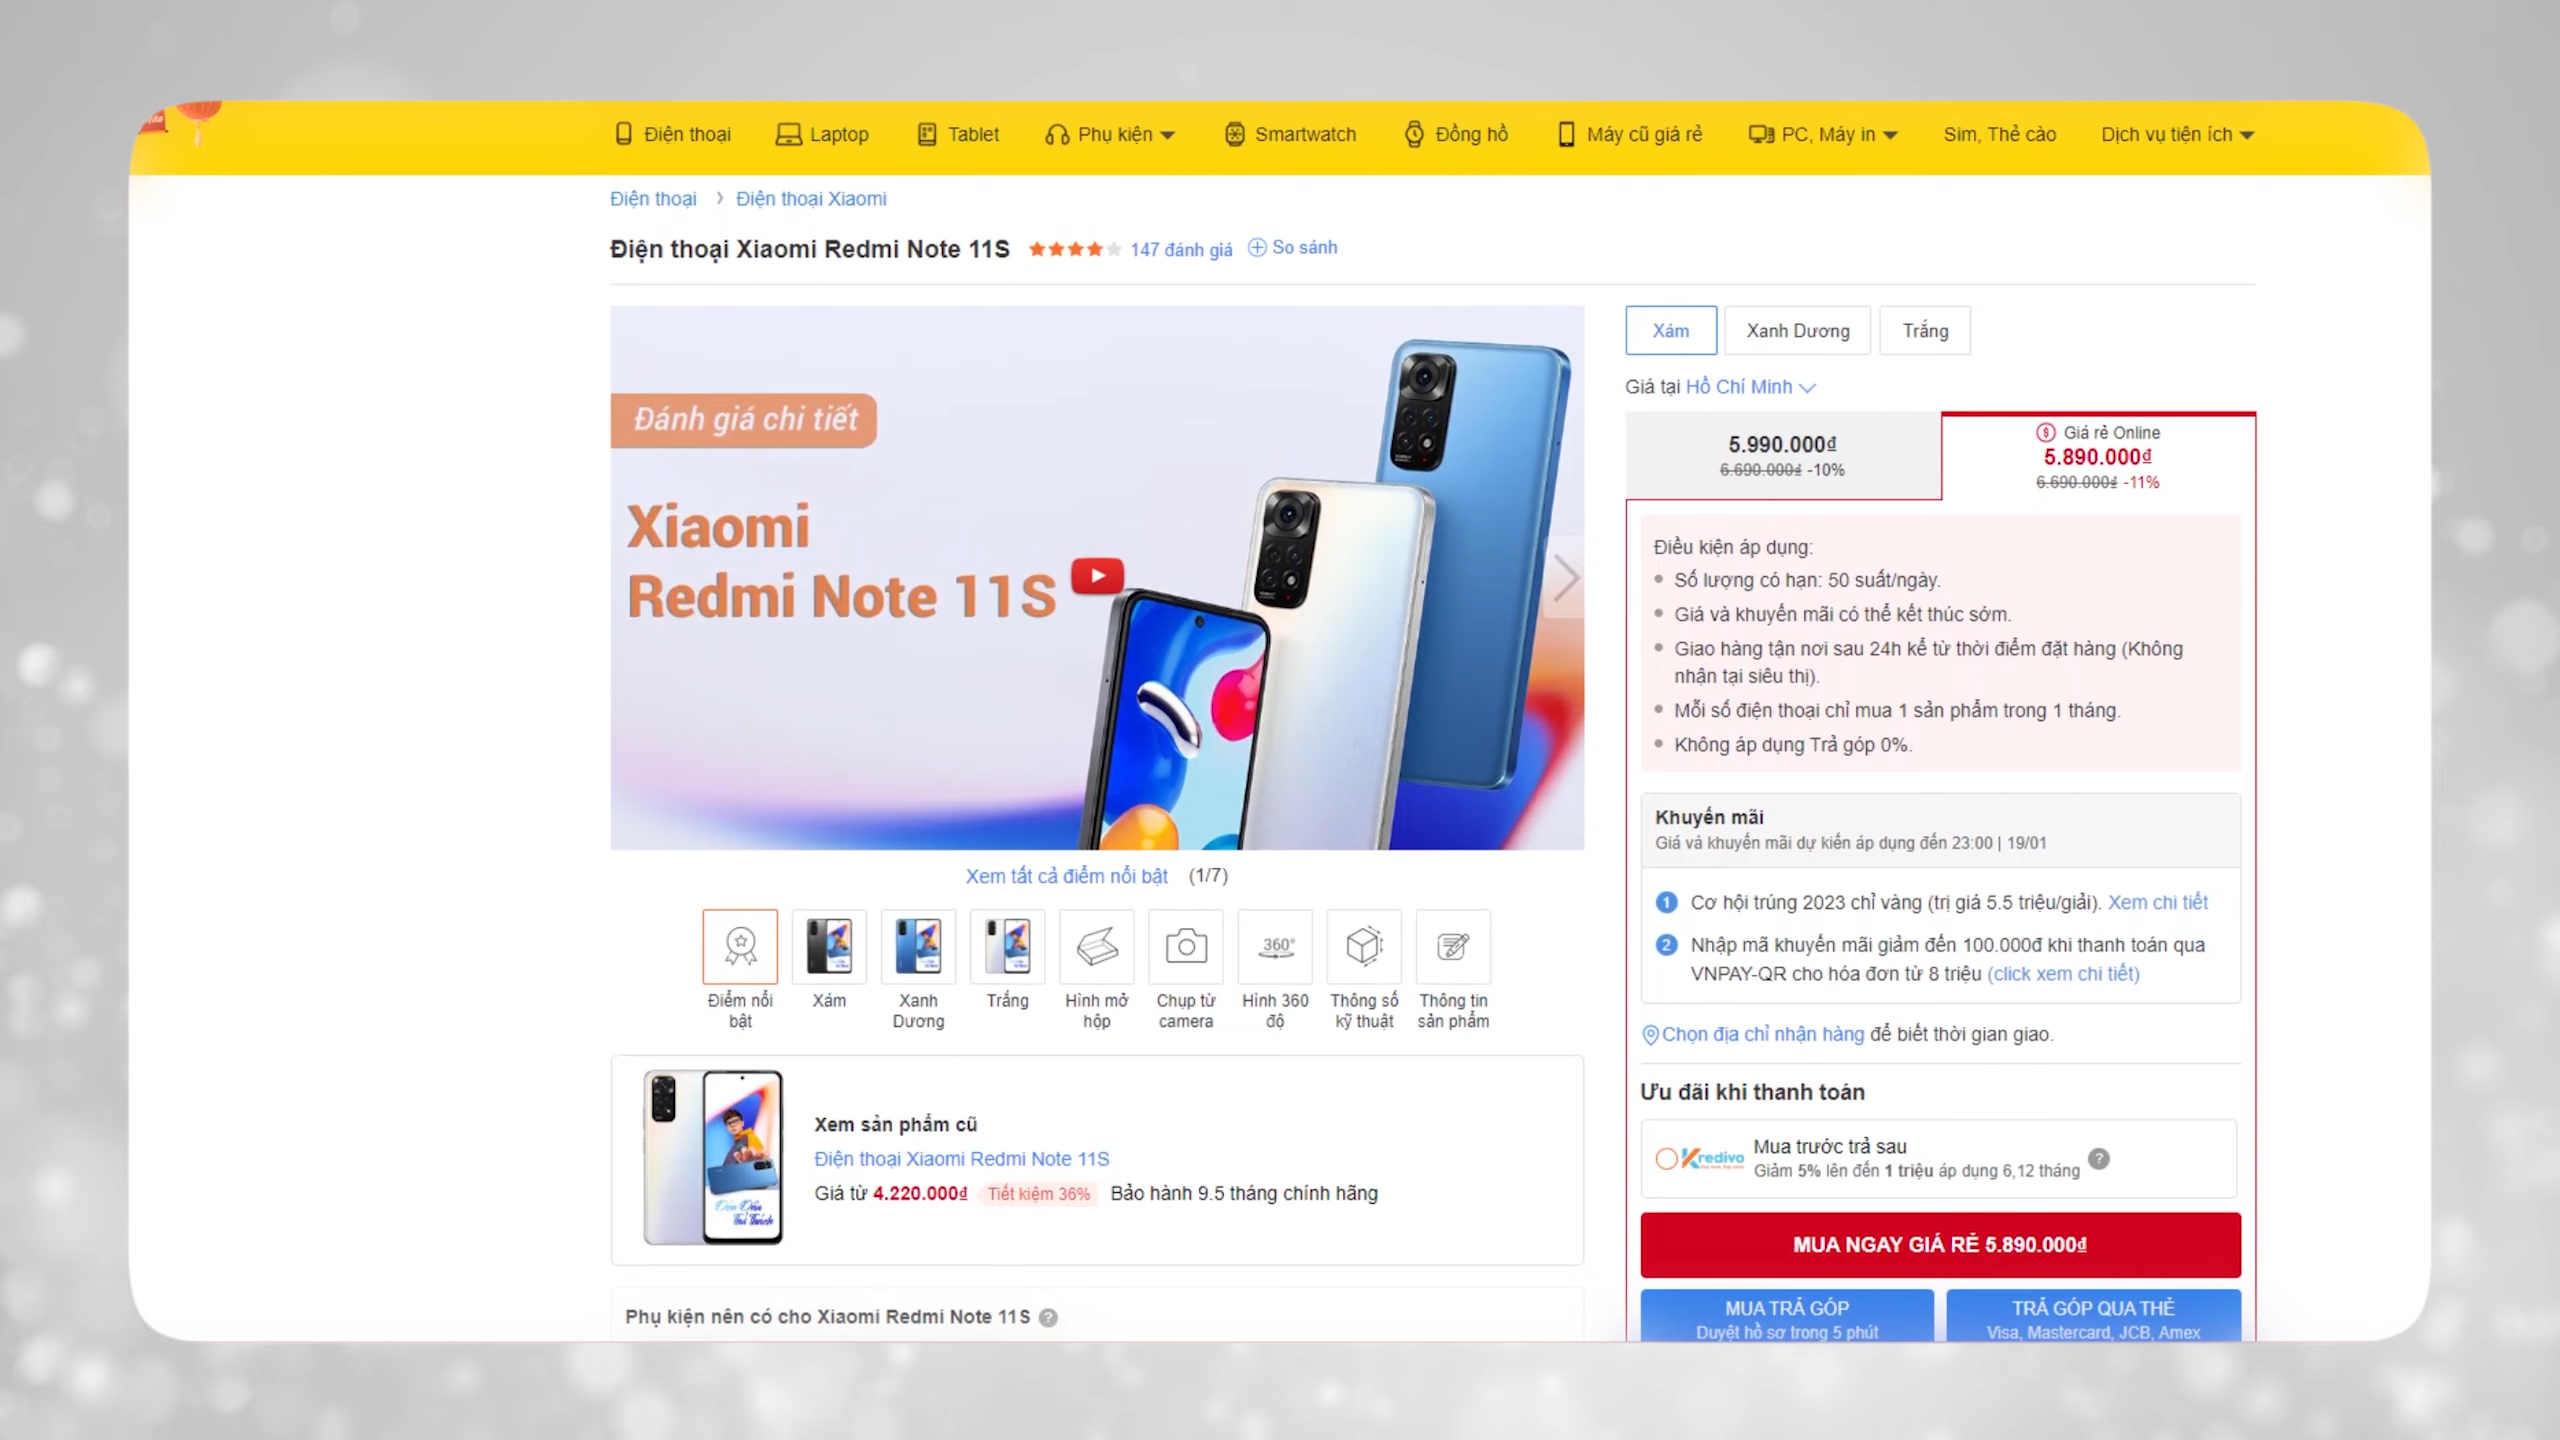 Điện thoại
Laptop
Tablet
Phụ kiện
Smartwatch
Đồng hồ
Máy cũ giá rẻ
PC, Máy in
Sim, Thẻ cào
Dịch vụ tiện ích
Điện thoại › Điện thoại Xiaomi
Điện thoại Xiaomi Redmi Note 11S 147 đánh giá So sánh
Đánh giá chi tiết
Xiaomi
Redmi Note 11S
Xem tất cả điểm nổi bật (1/7)
Điểm nổi
bật
Xám
Xanh
Dương
Trắng
Hình mở
hộp
Chụp từ
camera
360°
Hình 360
độ
Thông số
kỹ thuật
Thông tin
sản phẩm
Xem sản phẩm cũ
Điện thoại Xiaomi Redmi Note 11S
Giá từ 4.220.000₫ Tiết kiệm 36% Bảo hành 9.5 tháng chính hãng
Phụ kiện nên có cho Xiaomi Redmi Note 11S ?
Xám
Xanh Dương
Trắng
Giá tại Hồ Chí Minh
5.990.000₫
6.690.000₫ -10%
Giá rẻ Online
5.890.000₫
6.690.000₫ -11%
Điều kiện áp dụng:
Số lượng có hạn: 50 suất/ngày.
Giá và khuyến mãi có thể kết thúc sớm.
Giao hàng tận nơi sau 24h kể từ thời điểm đặt hàng (Không
nhận tại siêu thị).
Mỗi số điện thoại chỉ mua 1 sản phẩm trong 1 tháng.
Không áp dụng Trả góp 0%.
Khuyến mãi
Giá và khuyến mãi dự kiến áp dụng đến 23:00 | 19/01
1 Cơ hội trúng 2023 chỉ vàng (trị giá 5.5 triệu/giải). Xem chi tiết
2 Nhập mã khuyến mãi giảm đến 100.000đ khi thanh toán qua
VNPAY-QR cho hóa đơn từ 8 triệu (click xem chi tiết)
Chọn địa chỉ nhận hàng để biết thời gian giao.
Ưu đãi khi thanh toán
Kredivo
Mua trước trả sau
Giảm 5% lên đến 1 triệu áp dụng 6,12 tháng ?
MUA NGAY GIÁ RẺ 5.890.000₫
MUA TRẢ GÓP
Duyệt hồ sơ trong 5 phút
TRẢ GÓP QUA THẺ
Visa, Mastercard, JCB, Amex